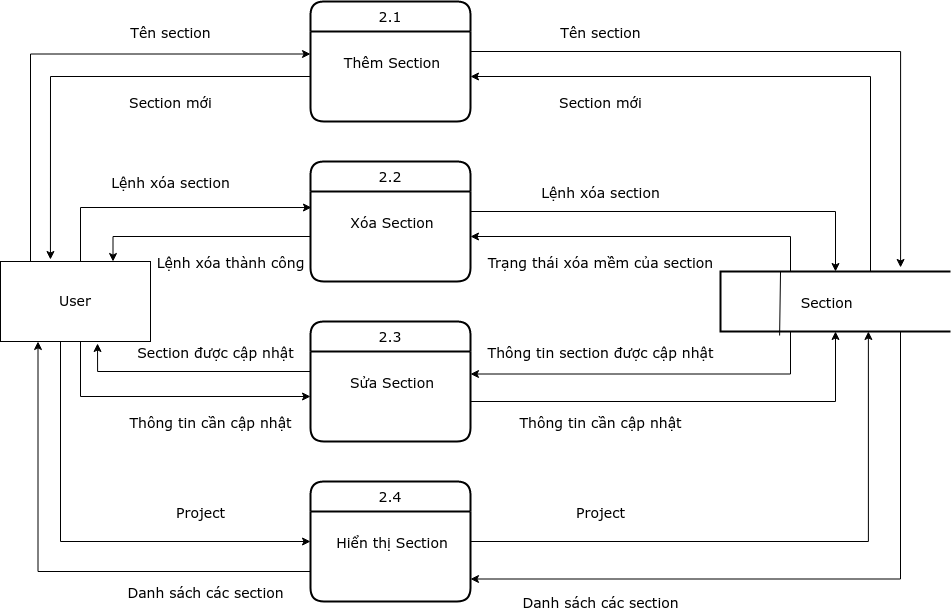 2.1
Tên section
Tên section
Thêm Section
Section mới
Section mới
2.2
Lệnh xóa section
Lệnh xóa section
Xóa Section
Lệnh xóa thành công
Trạng thái xóa mềm của section
User
Section
2.3
Section được cập nhật
Thông tin section được cập nhật
Sửa Section
Thông tin cần cập nhật
Thông tin cần cập nhật
2.4
Project
Project
Hiển thị Section
Danh sách các section
Danh sách các section